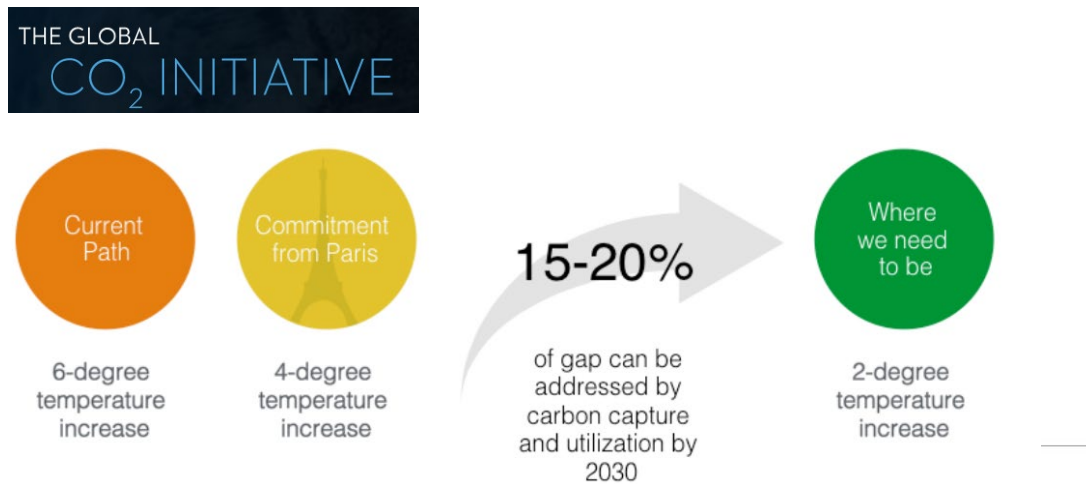 THE GLOBAL
CO₂ INITIATIVE
Current
Path
Commitment
from Paris
15-20%
Where
we need
to be
6-degree
temperature
increase
4-degree
temperature
increase
of gap can be
addressed by
carbon capture
and utilization by
2030
2-degree
temperature
increase